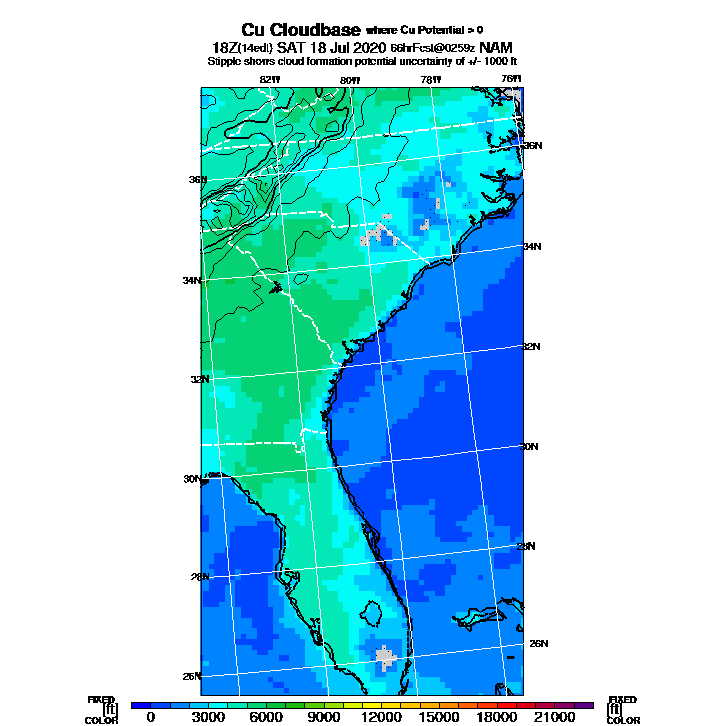 Cu Cloudbase where Cu Potential > 0
18Z(14edt) SAT 18 Jul 2020 66hrFcst@0259z NAM
Stipple shows cloud formation potential uncertainty of +/- 1000 ft
82W 80W 78W 76W
36N
36N
34N
34N
32N
32N
30N
30N
28N
28N
26N
26N
FIXED FIXED
[ft] [ft]
COLOR COLOR
0 3000 6000 9000 12000 15000 18000 21000